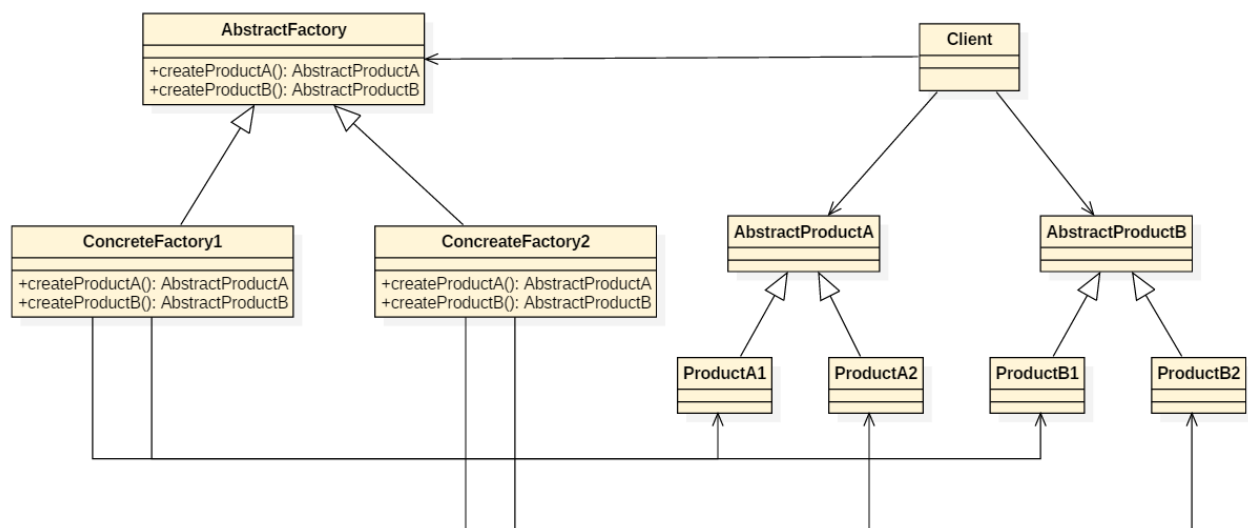 AbstractFactory
+createProductA(): AbstractProductA
+createProductB(): AbstractProductB
Client
ConcreteFactory1
+createProductA(): AbstractProductA
+createProductB(): AbstractProductB
ConcreateFactory2
+createProductA(): AbstractProductA
+createProductB(): AbstractProductB
AbstractProductA
AbstractProductB
ProductA1
ProductA2
ProductB1
ProductB2